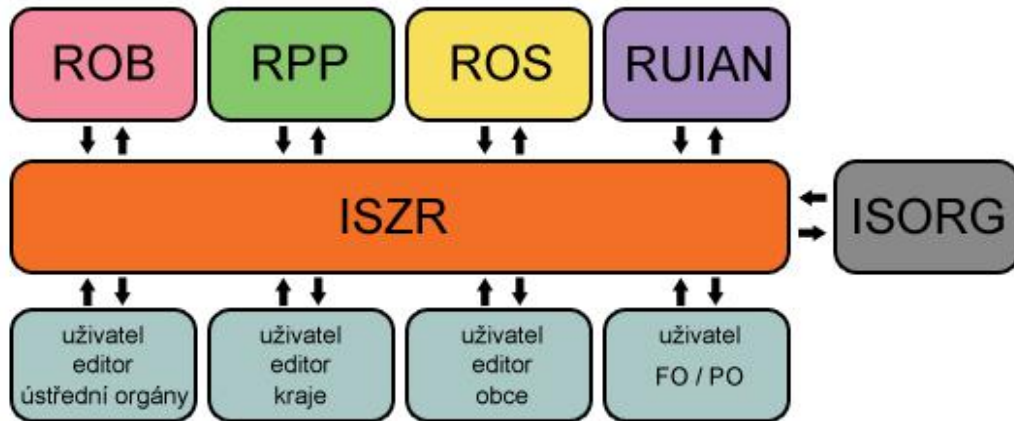 ROB
RPP
ROS
RUIAN
ISZR
ISORG
uživatel
editor
ústřední orgány
uživatel
editor
kraje
uživatel
editor
obce
uživatel
FO / PO